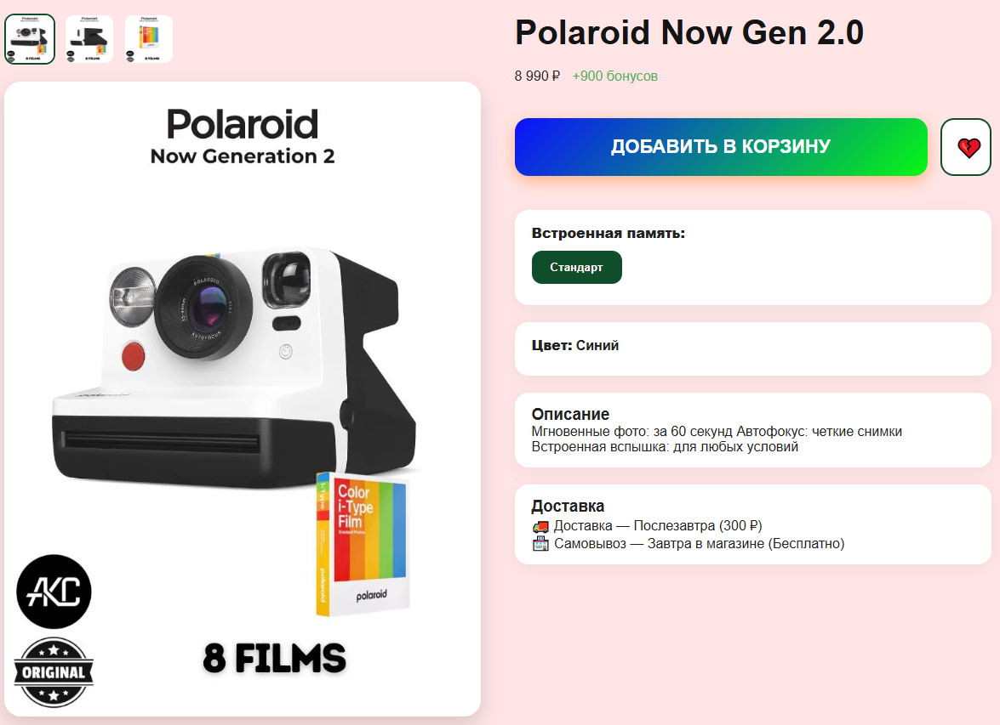 Polaroid Now Gen 2.0
8 990 ₽ +900 бонусов
ДОБАВИТЬ В КОРЗИНУ
Встроенная память:
Стандарт
Цвет: Синий
Описание
Мгновенные фото: за 60 секунд Автофокус: четкие снимки
Встроенная вспышка: для любых условий
Доставка
Доставка — Послезавтра (300 ₽)
Самовывоз — Завтра в магазине (Бесплатно)
Polaroid
Now Generation 2
POLAROID
AUTOFOCUS
Color
i-Type
Film
i-Type
polaroid
polaroid
AKC
ORIGINAL
8 FILMS